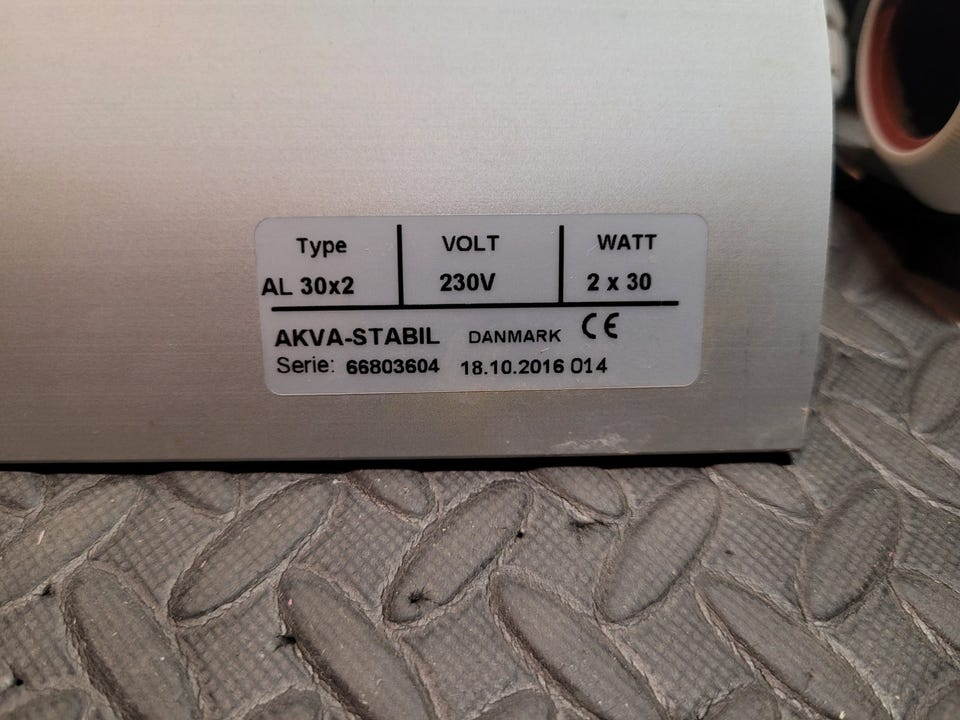 Type VOLT WATT
AL 30x2 230V 2 x 30
AKVA-STABIL DANMARK CE
Serie: 66803604 18.10.2016 014